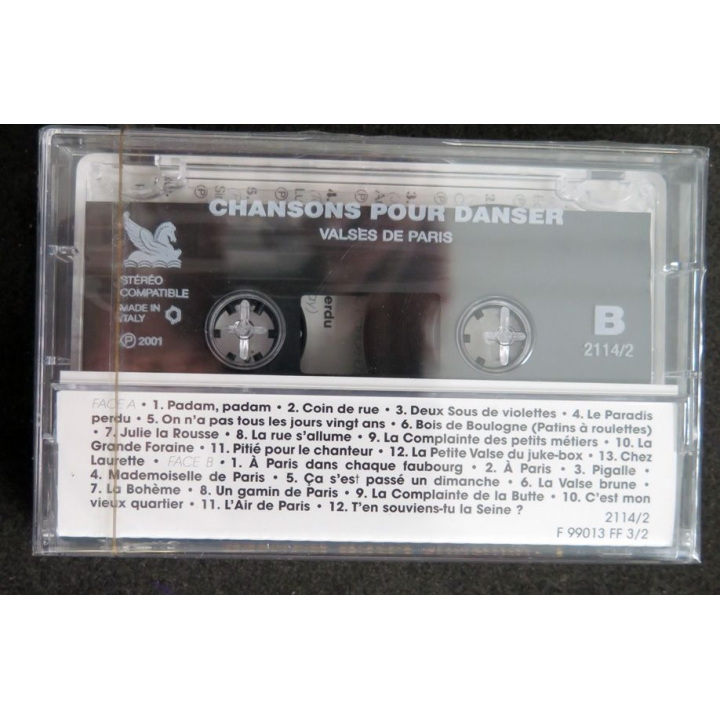 CHANSONS POUR DANSER
VALSES DE PARIS
STÉRÉO
COMPATIBLE
MADE IN
ITALY
Ⓟ 2001
erdu
B
2114/2
FACE A • 1. Padam, padam • 2. Coin de rue • 3. Deux Sous de violettes • 4. Le Paradis
perdu • 5. On n'a pas tous les jours vingt ans • 6. Bois de Boulogne (Patins à roulettes)
• 7. Julie la Rousse • 8. La rue s'allume • 9. La Complainte des petits métiers • 10. La
Grande Foraine • 11. Pitié pour le chanteur • 12. La Petite Valse du juke-box • 13. Chez
Laurette • FACE B • 1. À Paris dans chaque faubourg • 2. À Paris • 3. Pigalle •
4. Mademoiselle de Paris • 5. Ça s'est passé un dimanche • 6. La Valse brune •
7. La Bohème • 8. Un gamin de Paris • 9. La Complainte de la Butte • 10. C'est mon
vieux quartier • 11. L'Air de Paris • 12. T'en souviens-tu la Seine ?
2114/2
F 99013 FF 3/2